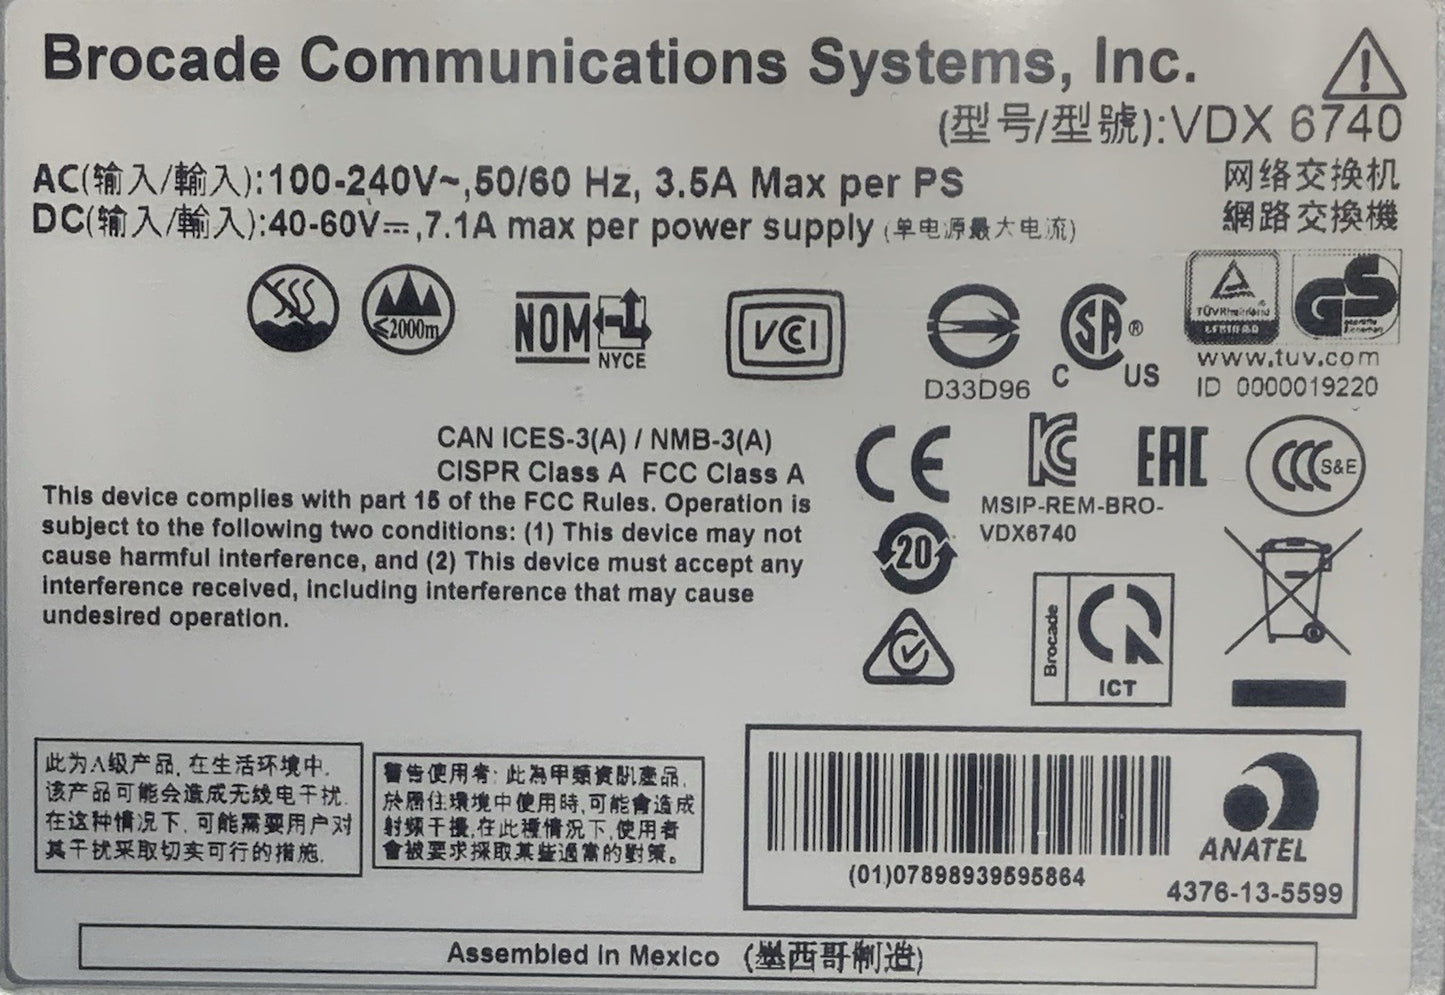 Brocade Communications Systems, Inc.
(型号/型號):VDX 6740
AC(输入/輸入):100-240V~,50/60 Hz, 3.5A Max per PS
网络交换机
DC(输入/輸入):40-60V⎓,7.1A max per power supply (单电源最大电流)
網路交換機
≤2000m
NOM
NYCE
VCI
D33D96
SA®
C US
TÜVRheinland
GS
www.tuv.com
ID 0000019220
CAN ICES-3(A) / NMB-3(A)
CISPR Class A FCC Class A
This device complies with part 15 of the FCC Rules. Operation is
subject to the following two conditions: (1) This device may not
cause harmful interference, and (2) This device must accept any
interference received, including interference that may cause
undesired operation.
CE
KC
EAC
CCC S&E
MSIP-REM-BRO-
VDX6740
20
Brocade
ICT
此为A级产品,在生活环境中,
该产品可能会造成无线电干扰.
在这种情况下,可能需要用户对
其干扰采取切实可行的措施.
警告使用者:此為甲類資訊產品,
於居住環境中使用時,可能會造成
射頻干擾,在此種情況下,使用者
會被要求採取某些適當的對策。
(01)07898939595864
ANATEL
4376-13-5599
Assembled in Mexico (墨西哥制造)